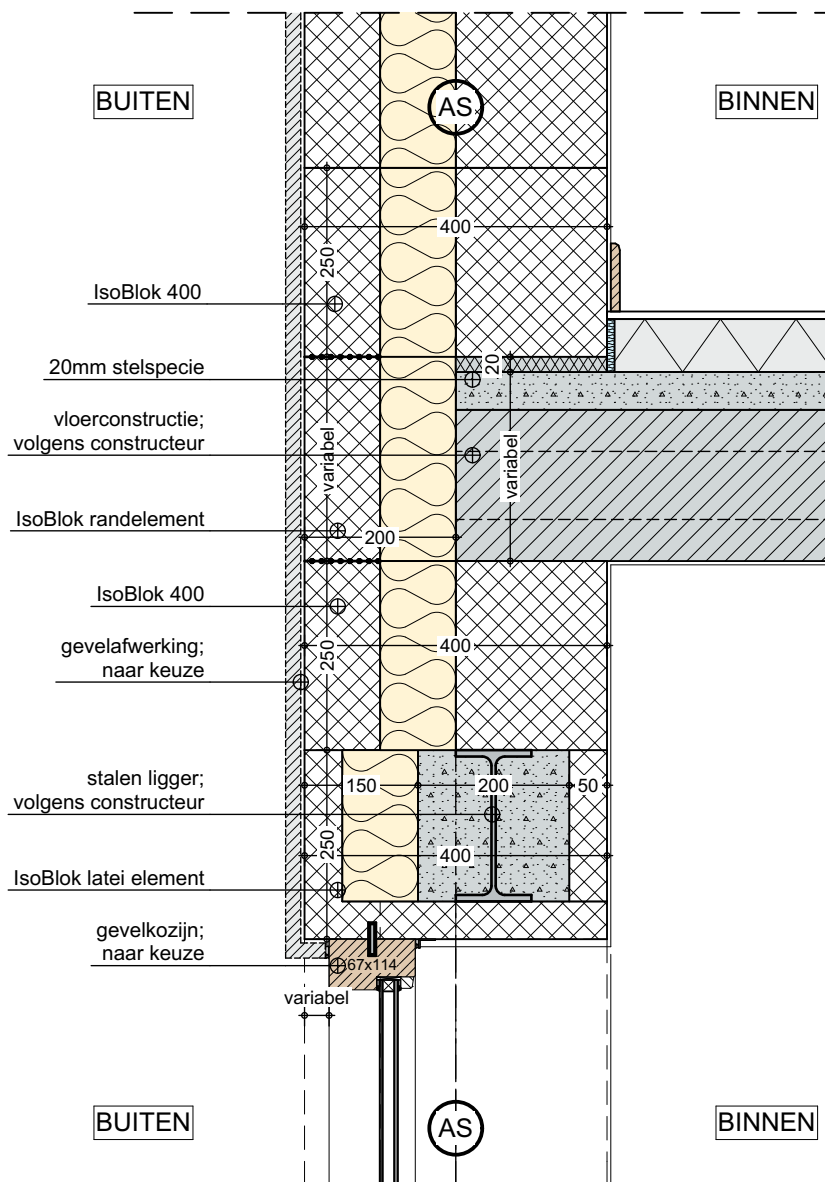 BUITEN
AS
BINNEN
400
250
IsoBlok 400
20mm stelspecie
20
vloerconstructie;
volgens constructeur
variabel
variabel
IsoBlok randelement
200
IsoBlok 400
400
250
gevelafwerking;
naar keuze
stalen ligger;
volgens constructeur
150
200
50
250
400
IsoBlok latei element
gevelkozijn;
naar keuze
67x114
variabel
BUITEN
AS
BINNEN